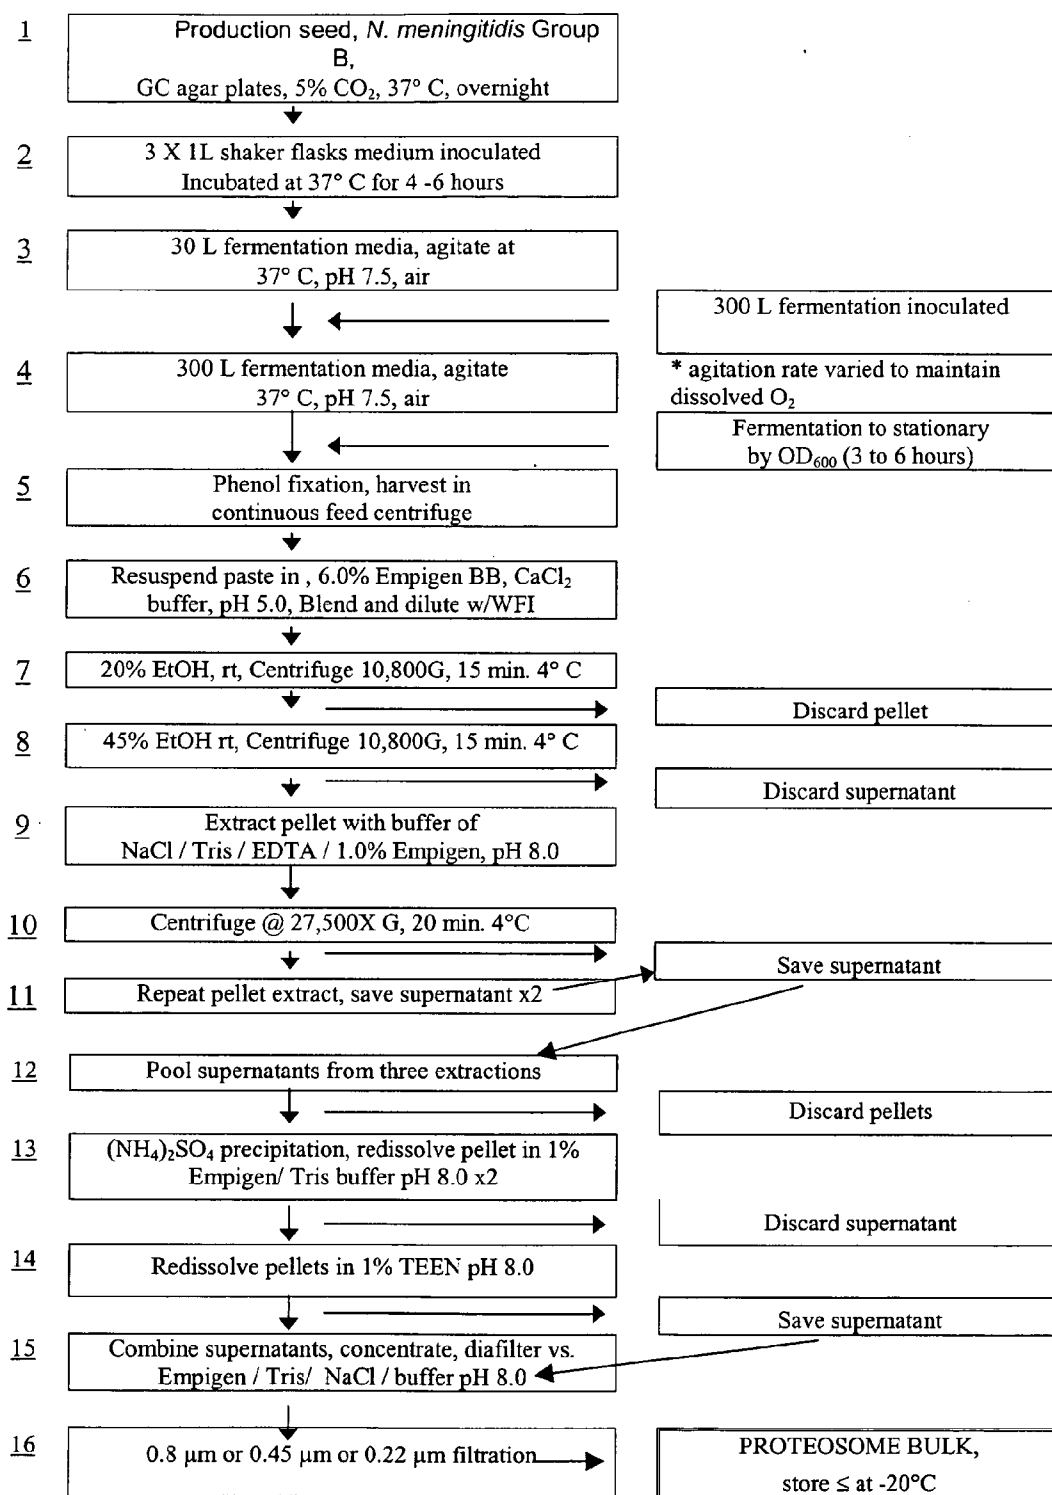 1
Production seed, N. meningitidis Group
B,
GC agar plates, 5% CO₂, 37° C, overnight
2
3 X 1L shaker flasks medium inoculated
Incubated at 37° C for 4 -6 hours
3
30 L fermentation media, agitate at
37° C, pH 7.5, air
300 L fermentation inoculated
4
300 L fermentation media, agitate
37° C, pH 7.5, air
* agitation rate varied to maintain
dissolved O₂
Fermentation to stationary
by OD₆₀₀ (3 to 6 hours)
5
Phenol fixation, harvest in
continuous feed centrifuge
6
Resuspend paste in , 6.0% Empigen BB, CaCl₂
buffer, pH 5.0, Blend and dilute w/WFI
7
20% EtOH, rt, Centrifuge 10,800G, 15 min. 4° C
Discard pellet
8
45% EtOH rt, Centrifuge 10,800G, 15 min. 4° C
Discard supernatant
9
Extract pellet with buffer of
NaCl / Tris / EDTA / 1.0% Empigen, pH 8.0
10
Centrifuge @ 27,500X G, 20 min. 4°C
Save supernatant
11
Repeat pellet extract, save supernatant x2
12
Pool supernatants from three extractions
Discard pellets
13
(NH₄)₂SO₄ precipitation, redissolve pellet in 1%
Empigen/ Tris buffer pH 8.0 x2
Discard supernatant
14
Redissolve pellets in 1% TEEN pH 8.0
Save supernatant
15
Combine supernatants, concentrate, diafilter vs.
Empigen / Tris/ NaCl / buffer pH 8.0
16
0.8 µm or 0.45 µm or 0.22 µm filtration
PROTEOSOME BULK,
store ≤ at -20°C